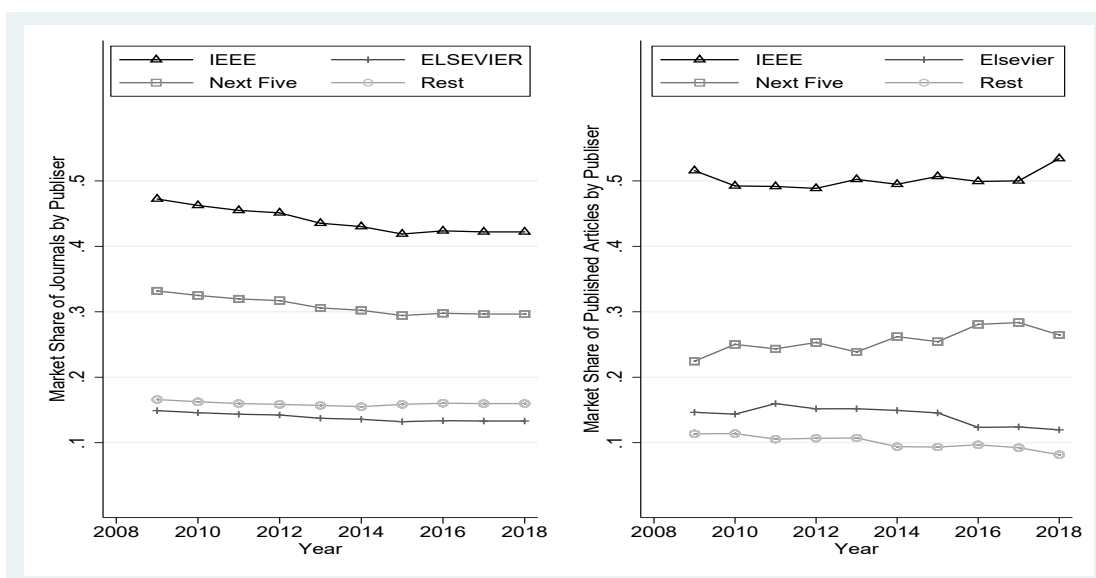 IEEE ELSEVIER
Next Five Rest
Market Share of Journals by Publiser
.5
.4
.3
.2
.1
2008 2010 2012 2014 2016 2018
Year
IEEE Elsevier
Next Five Rest
Market Share of Published Articles by Publiser
.5
.4
.3
.2
.1
2008 2010 2012 2014 2016 2018
Year